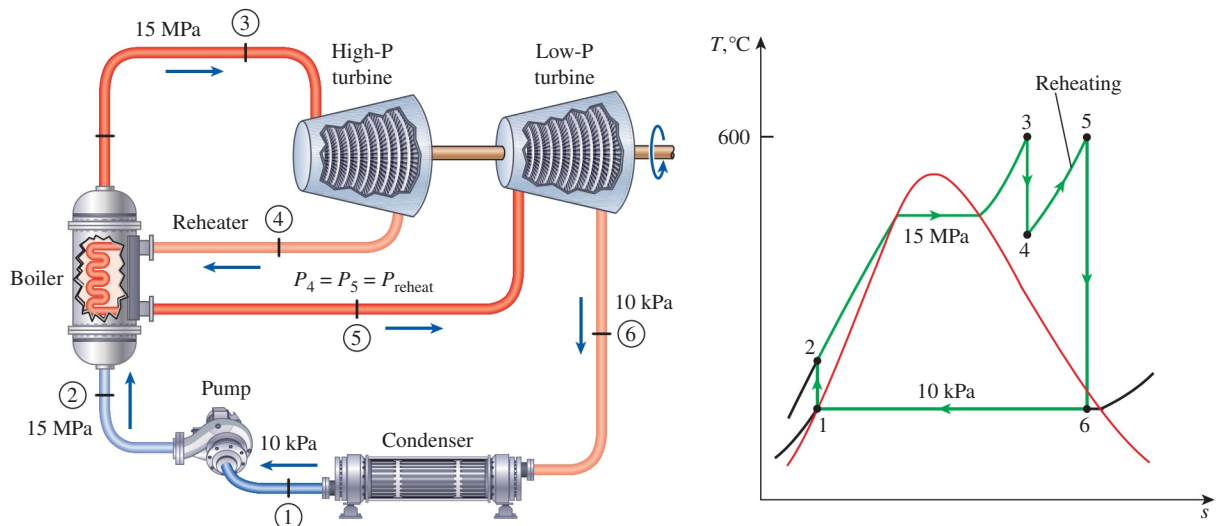 15 MPa
3
High-P
turbine
Low-P
turbine
Reheater
4
Boiler
P4 = P5 = Preheat
5
10 kPa
6
2
15 MPa
Pump
10 kPa
Condenser
1
T,°C
Reheating
600
3
5
15 MPa
4
2
10 kPa
1
6
s